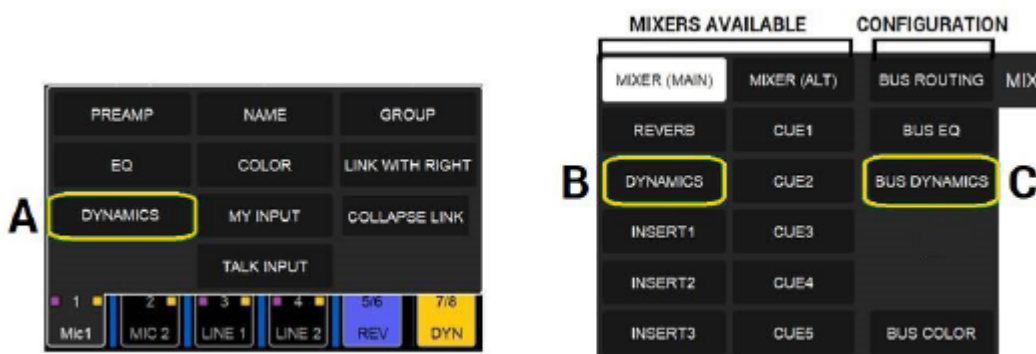 MIXERS AVAILABLE CONFIGURATION
MIXER (MAIN) MIXER (ALT) BUS ROUTING MIX
PREAMP NAME GROUP
REVERB CUE1 BUS EQ
EQ COLOR LINK WITH RIGHT
B DYNAMICS CUE2 BUS DYNAMICS C
A DYNAMICS MY INPUT COLLAPSE LINK
INSERT1 CUE3
TALK INPUT
INSERT2 CUE4
1 2 3 4 5/6 7/8
Mic1 MIC 2 LINE 1 LINE 2 REV DYN
INSERT3 CUE5 BUS COLOR